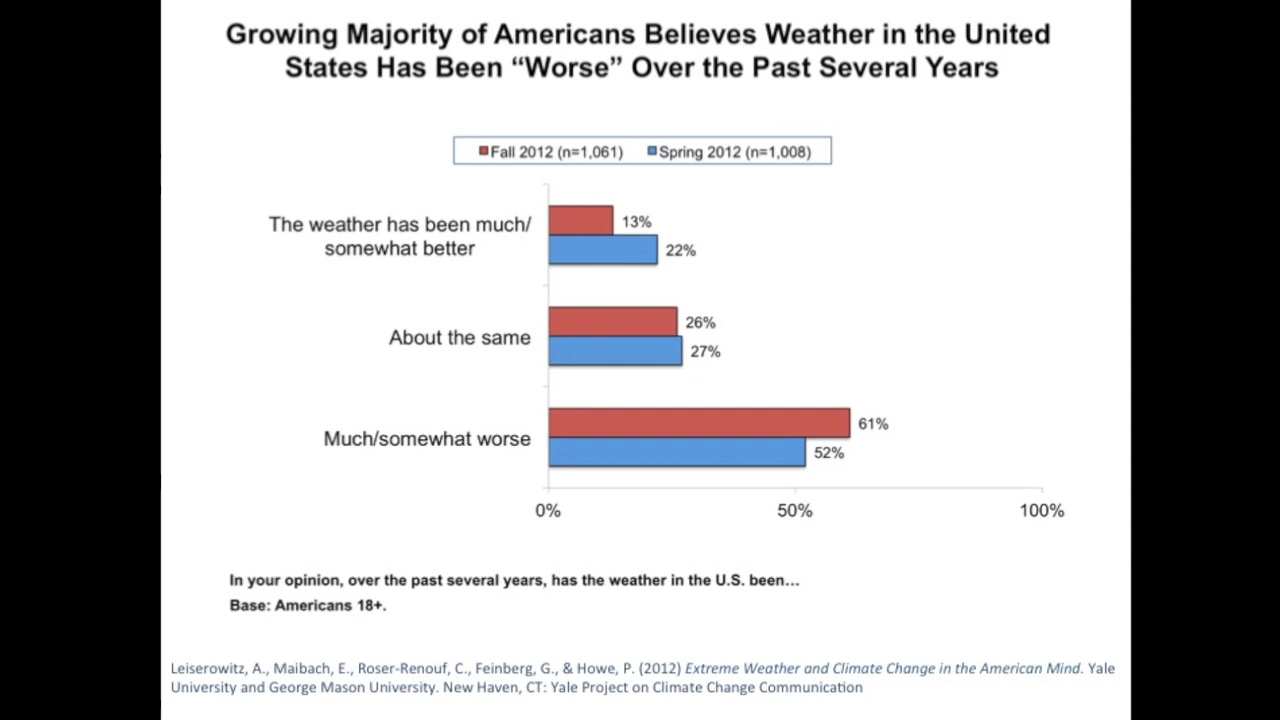 Growing Majority of Americans Believes Weather in the United
States Has Been “Worse” Over the Past Several Years
Fall 2012 (n=1,061) Spring 2012 (n=1,008)
The weather has been much/
somewhat better
13%
22%
About the same
26%
27%
Much/somewhat worse
61%
52%
0% 50% 100%
In your opinion, over the past several years, has the weather in the U.S. been…
Base: Americans 18+.
Leiserowitz, A., Maibach, E., Roser-Renouf, C., Feinberg, G., & Howe, P. (2012) Extreme Weather and Climate Change in the American Mind. Yale
University and George Mason University. New Haven, CT: Yale Project on Climate Change Communication